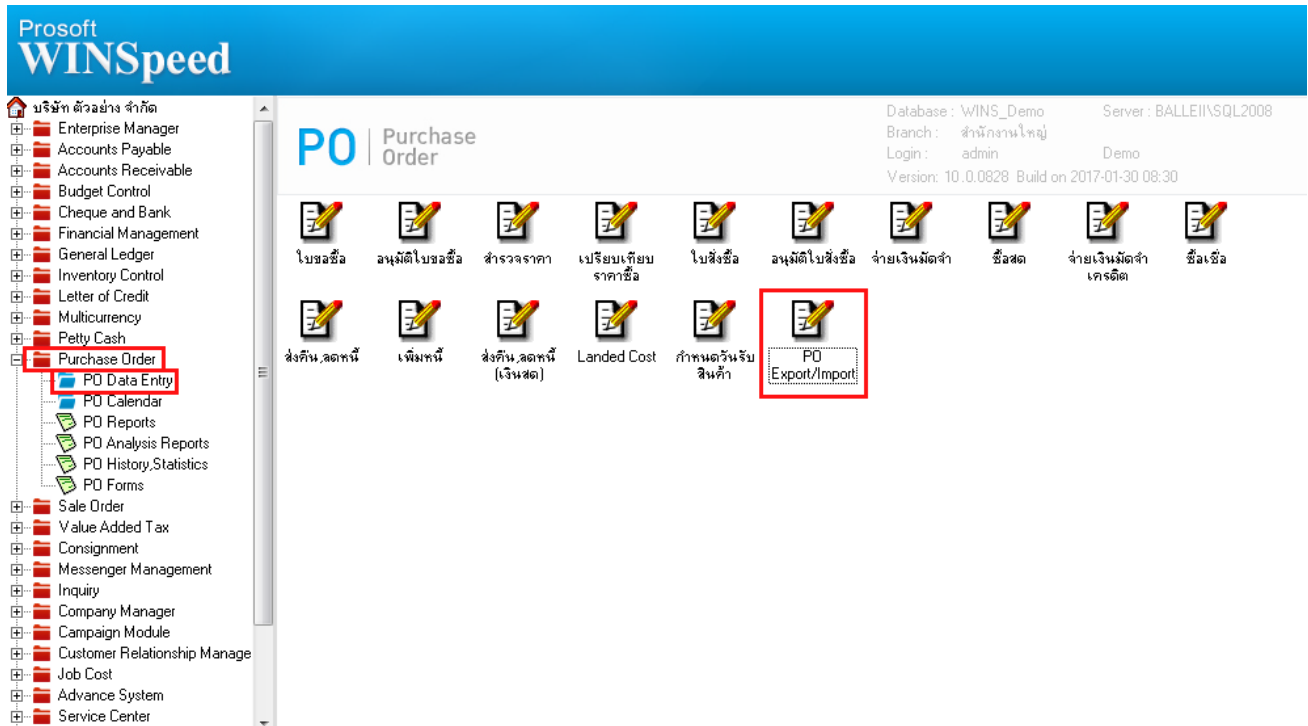 Prosoft
WINSpeed
บริษัท ตัวอย่าง จำกัด
Enterprise Manager
Accounts Payable
Accounts Receivable
Budget Control
Cheque and Bank
Financial Management
General Ledger
Inventory Control
Letter of Credit
Multicurrency
Petty Cash
Purchase Order
PO Data Entry
PO Calendar
PO Reports
PO Analysis Reports
PO History,Statistics
PO Forms
Sale Order
Value Added Tax
Consignment
Messenger Management
Inquiry
Company Manager
Campaign Module
Customer Relationship Manage
Job Cost
Advance System
Service Center
PO Purchase
Order
Database : WINS_Demo Server : BALLEII\SQL2008
Branch : สำนักงานใหญ่
Login : admin Demo
Version: 10.0.0828 Build on 2017-01-30 08:30
ใบขอซื้อ อนุมัติใบขอซื้อ สำรวจราคา เปรียบเทียบ ใบสั่งซื้อ อนุมัติใบสั่งซื้อ จ่ายเงินมัดจำ ซื้อสด จ่ายเงินมัดจำ ซื้อเชื่อ
ราคาซื้อ เครดิต
ส่งคืน,ลดหนี้ เพิ่มหนี้ ส่งคืน,ลดหนี้ Landed Cost กำหนดวันรับ PO
(เงินสด) สินค้า Export/Import